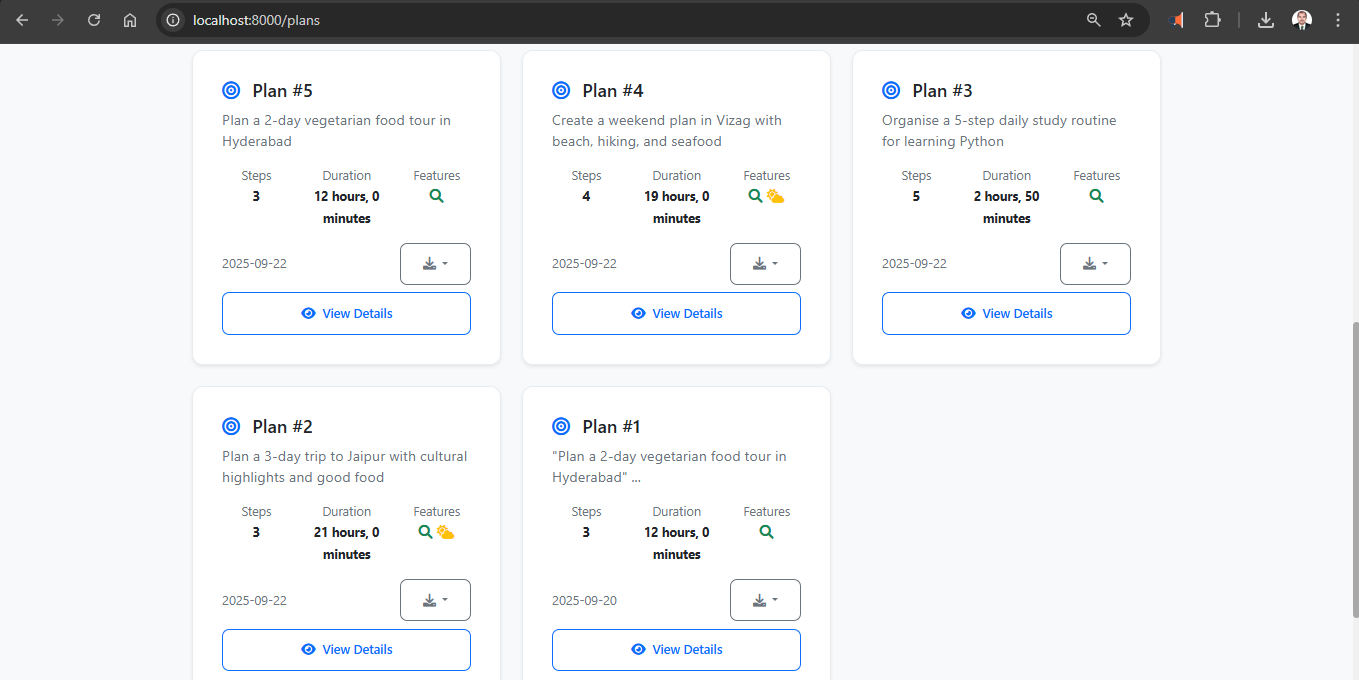 localhost:8000/plans
Plan #5
Plan a 2-day vegetarian food tour in
Hyderabad
Steps
3
Duration
12 hours, 0
minutes
Features
2025-09-22
View Details
Plan #4
Create a weekend plan in Vizag with
beach, hiking, and seafood
Steps
4
Duration
19 hours, 0
minutes
Features
2025-09-22
View Details
Plan #3
Organise a 5-step daily study routine
for learning Python
Steps
5
Duration
2 hours, 50
minutes
Features
2025-09-22
View Details
Plan #2
Plan a 3-day trip to Jaipur with cultural
highlights and good food
Steps
3
Duration
21 hours, 0
minutes
Features
2025-09-22
View Details
Plan #1
"Plan a 2-day vegetarian food tour in
Hyderabad" ...
Steps
3
Duration
12 hours, 0
minutes
Features
2025-09-20
View Details